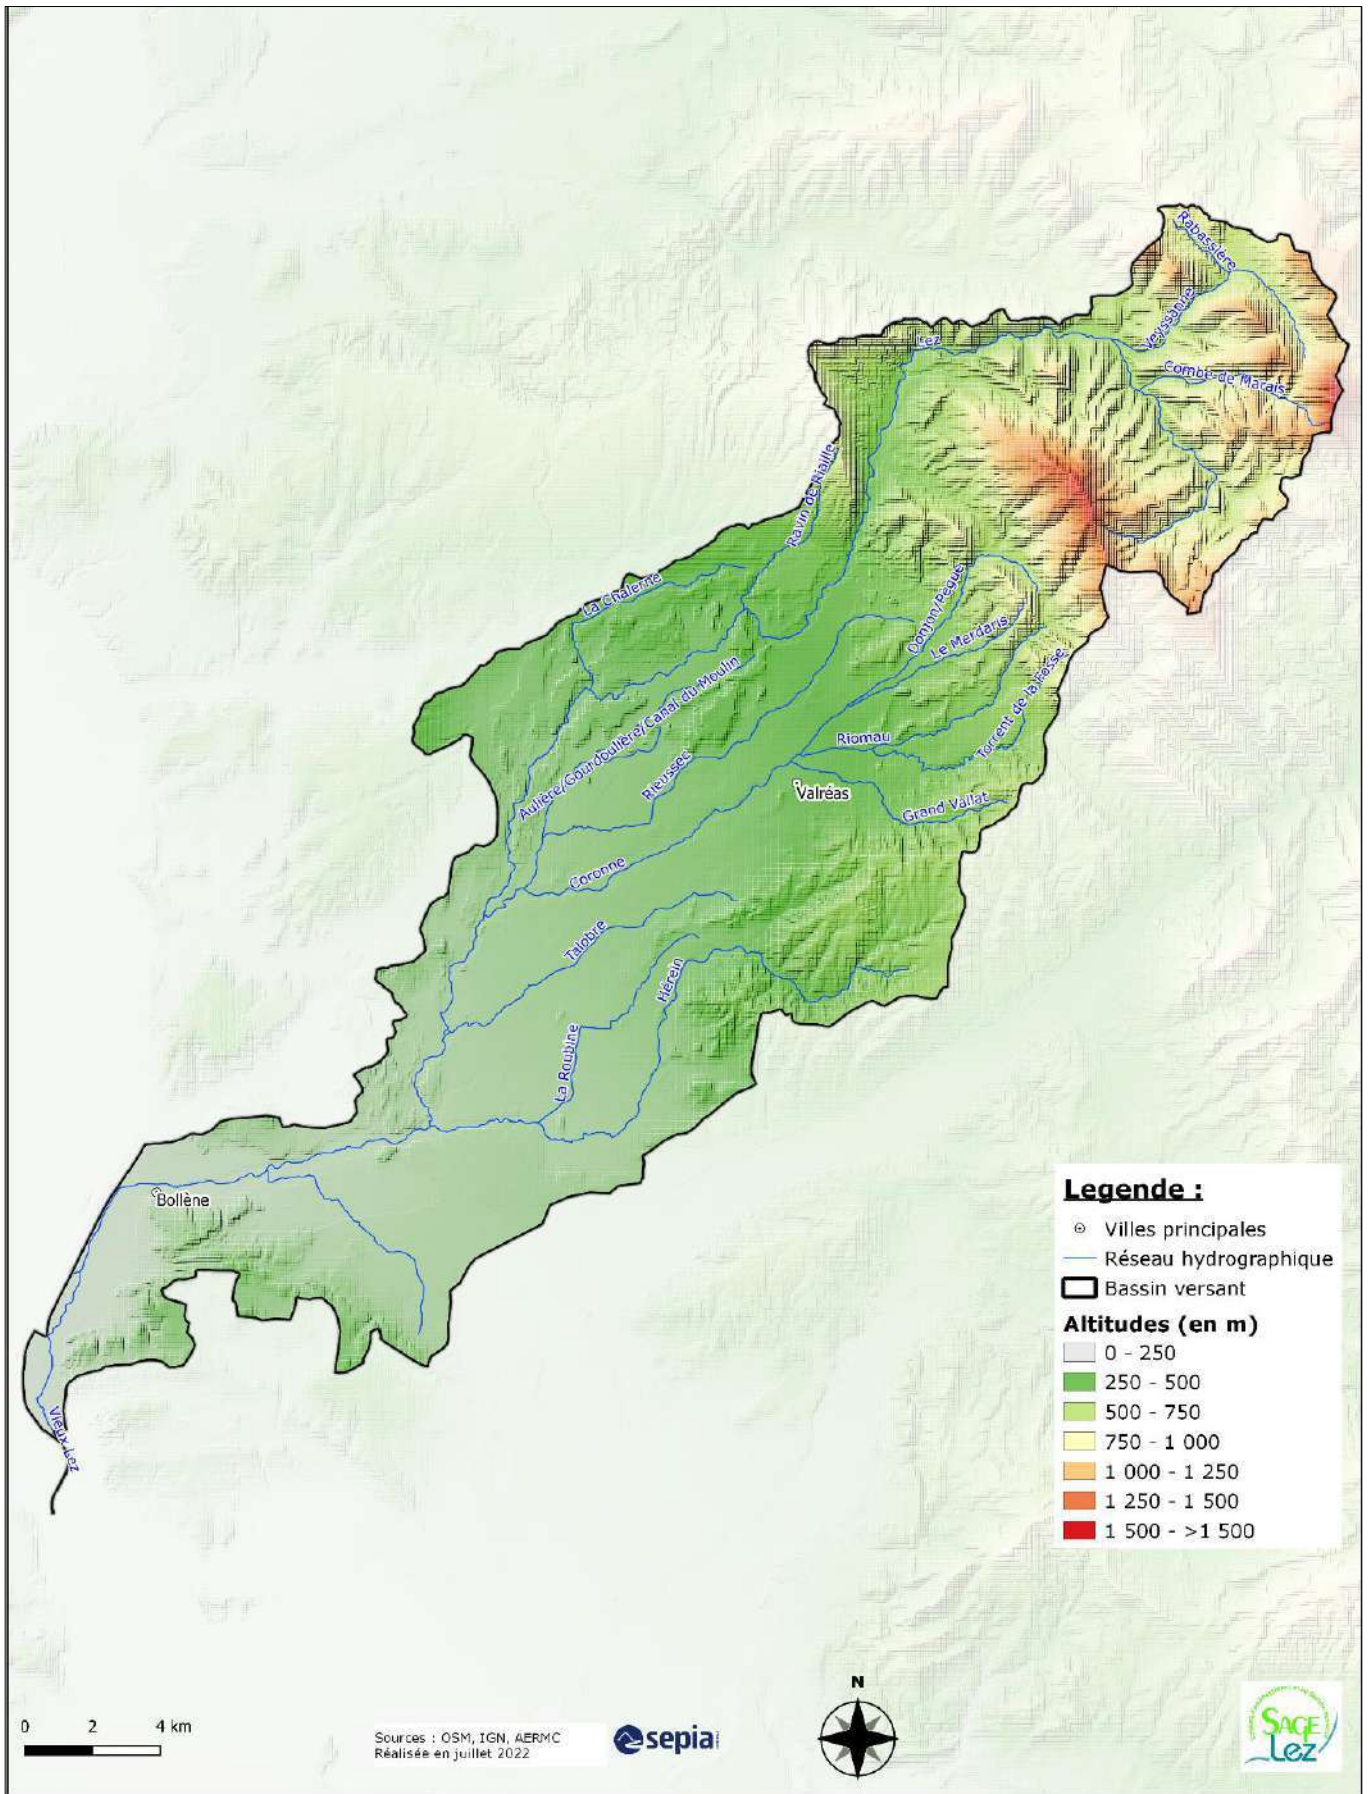 Rabassière
Veyssanne
Lez
Combe de Marais
Ravin de Riaille
La Chalerne
Donjon/Pègue
Le Merdaris
Aulière/Gourdoulière/Canal du Moulin
Torrent de la Fosse
Riomau
Rieussec
Valréas
Grand Vallat
Coronne
Talobre
Hérein
La Roubine
Bollène
Vieux Lez
Legende :
Villes principales
Réseau hydrographique
Bassin versant
Altitudes (en m)
0 - 250
250 - 500
500 - 750
750 - 1 000
1 000 - 1 250
1 250 - 1 500
1 500 - >1 500
N
0 2 4 km
Sources : OSM, IGN, AERMC
Réalisée en juillet 2022
sepia
SAGE
Lez